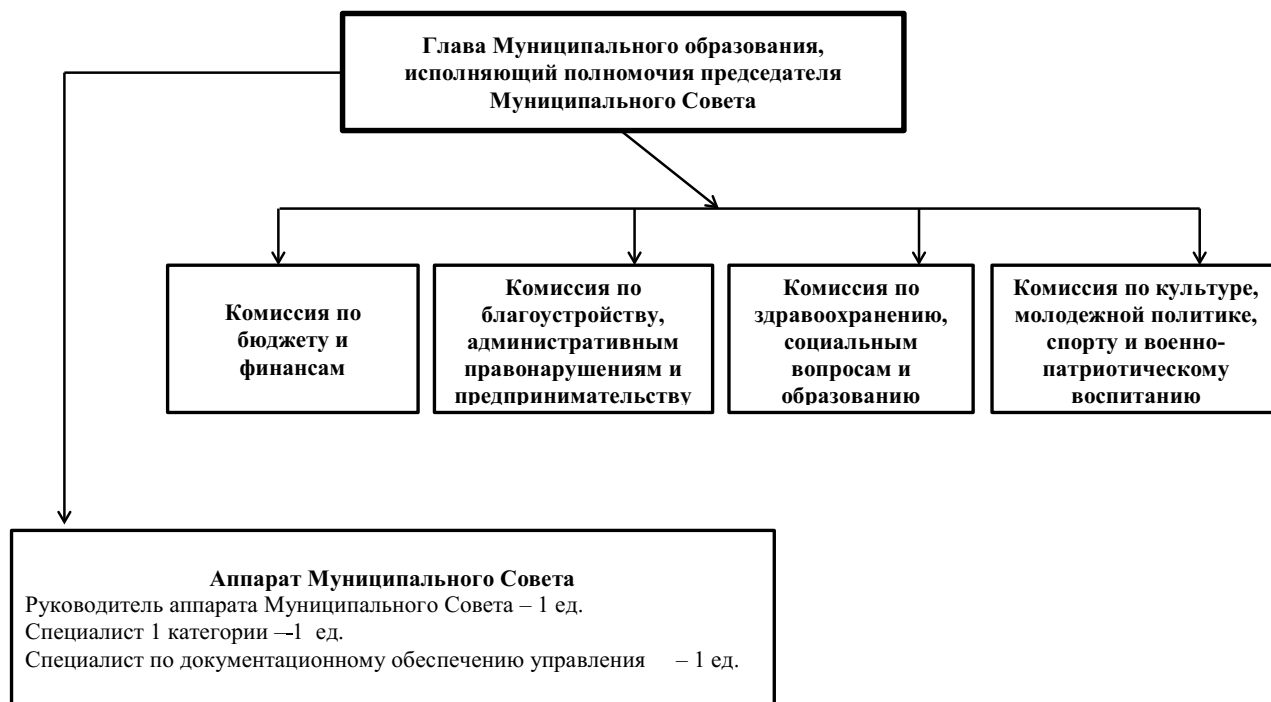 Глава Муниципального образования,
исполняющий полномочия председателя
Муниципального Совета
Комиссия по
бюджету и
финансам
Комиссия по
благоустройству,
административным
правонарушениям и
предпринимательству
Комиссия по
здравоохранению,
социальным
вопросам и
образованию
Комиссия по культуре,
молодежной политике,
спорту и военно-
патриотическому
воспитанию
Аппарат Муниципального Совета
Руководитель аппарата Муниципального Совета – 1 ед.
Специалист 1 категории –-1 ед.
Специалист по документационному обеспечению управления – 1 ед.